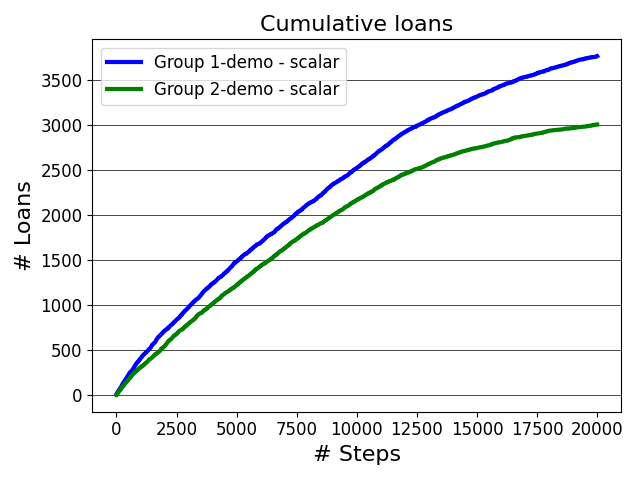 Cumulative loans
Group 1-demo - scalar
Group 2-demo - scalar
# Loans
3500
3000
2500
2000
1500
1000
500
0
0 2500 5000 7500 10000 12500 15000 17500 20000
# Steps